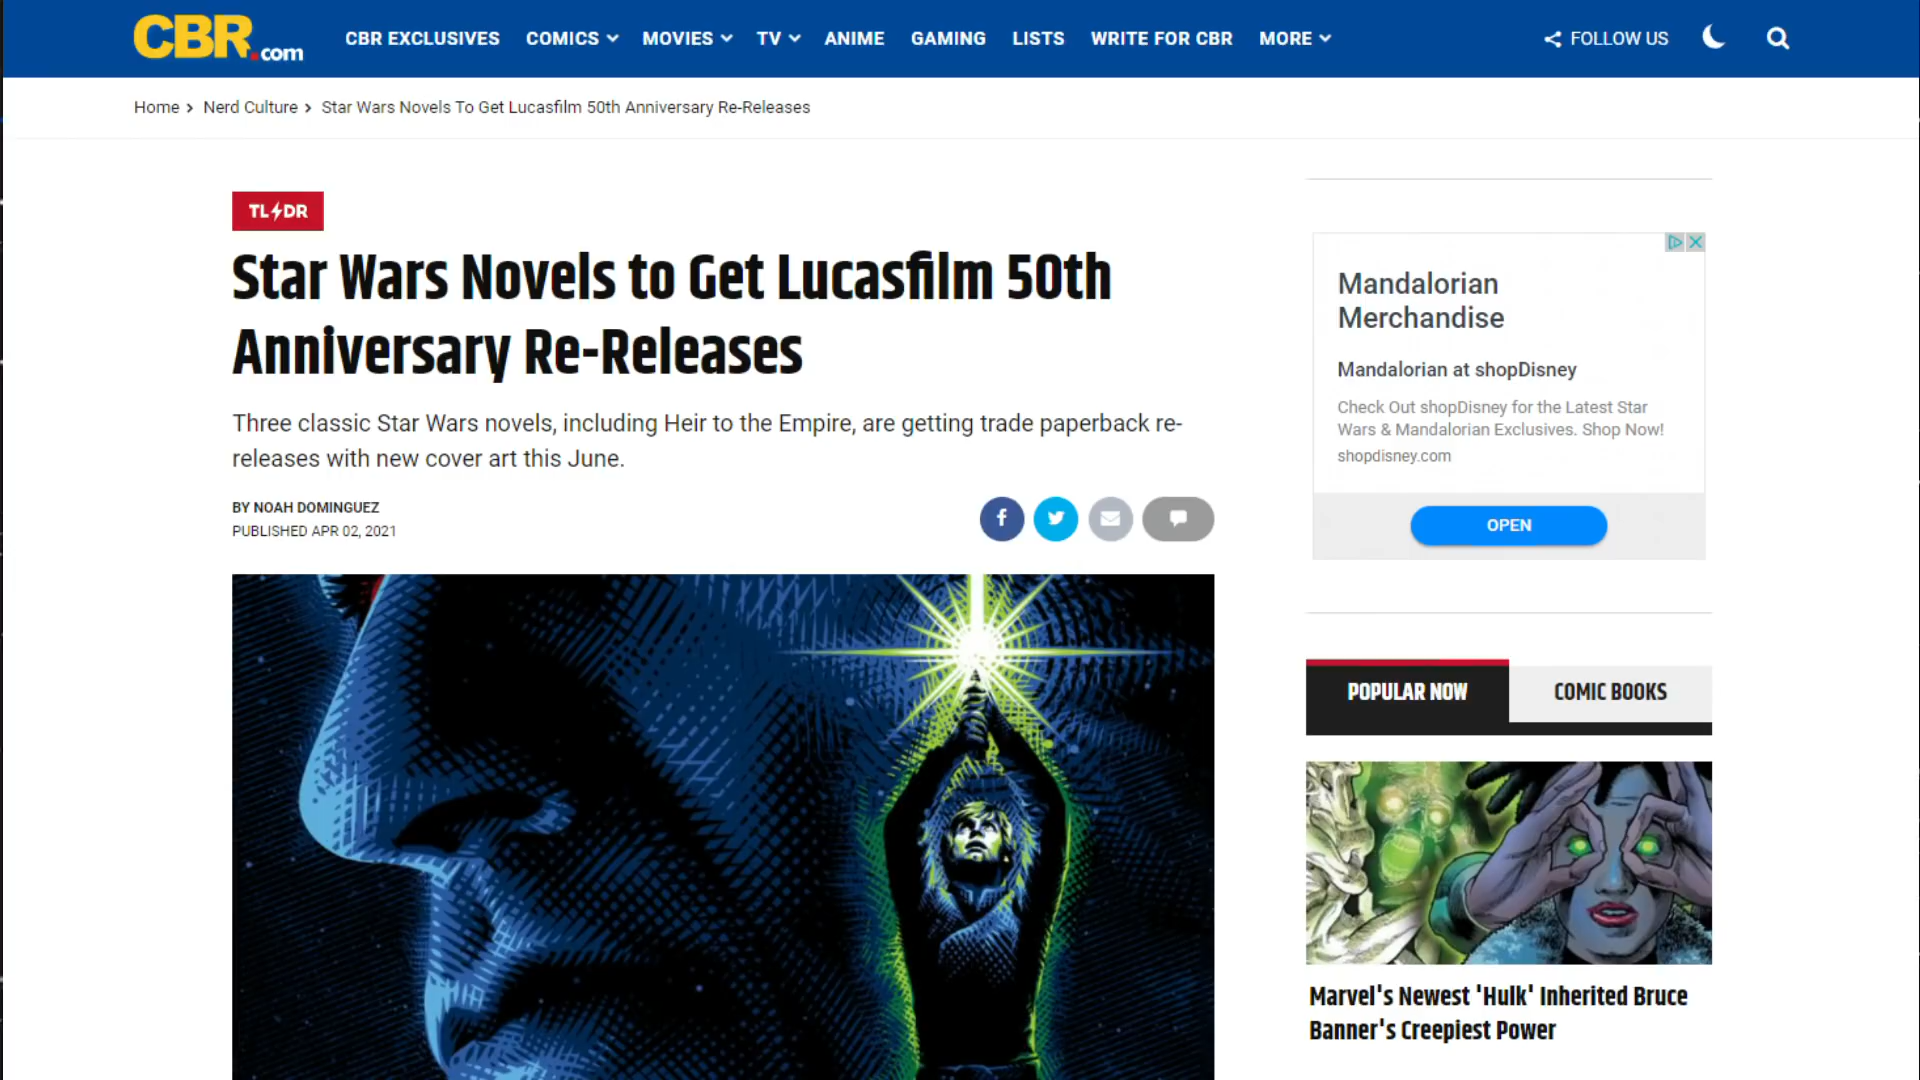 CBR.com
CBR EXCLUSIVES COMICS MOVIES TV ANIME GAMING LISTS WRITE FOR CBR MORE FOLLOW US
Home > Nerd Culture > Star Wars Novels To Get Lucasfilm 50th Anniversary Re-Releases
TL DR
Star Wars Novels to Get Lucasfilm 50th
Anniversary Re-Releases
Three classic Star Wars novels, including Heir to the Empire, are getting trade paperback re-
releases with new cover art this June.
BY NOAH DOMINGUEZ
PUBLISHED APR 02, 2021
Mandalorian
Merchandise
Mandalorian at shopDisney
Check Out shopDisney for the Latest Star
Wars & Mandalorian Exclusives. Shop Now!
shopdisney.com
OPEN
POPULAR NOW COMIC BOOKS
Marvel's Newest 'Hulk' Inherited Bruce
Banner's Creepiest Power